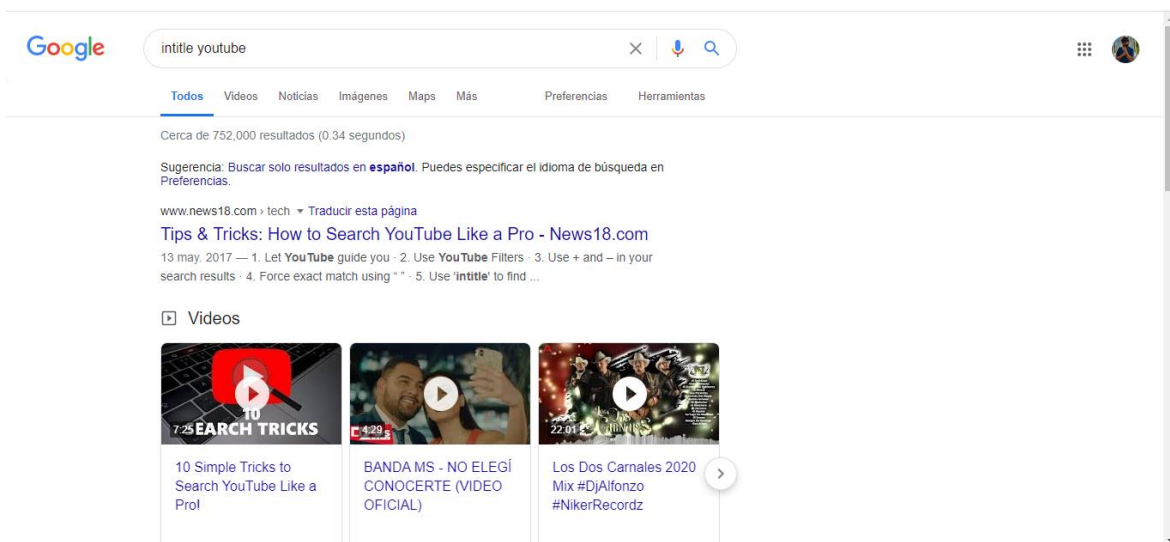 Google
intitle youtube
Todos Videos Noticias Imágenes Maps Más Preferencias Herramientas
Cerca de 752,000 resultados (0.34 segundos)
Sugerencia: Buscar solo resultados en español. Puedes especificar el idioma de búsqueda en
Preferencias.
www.news18.com › tech ▾ Traducir esta página
Tips & Tricks: How to Search YouTube Like a Pro - News18.com
13 may. 2017 — 1. Let YouTube guide you · 2. Use YouTube Filters · 3. Use + and – in your
search results · 4. Force exact match using “ ” · 5. Use 'intitle' to find ...
Videos
10
7:25 EARCH TRICKS
4:29
22:01
10 Simple Tricks to
Search YouTube Like a
Pro!
BANDA MS - NO ELEGÍ
CONOCERTE (VIDEO
OFICIAL)
Los Dos Carnales 2020
Mix #DjAlfonzo
#NikerRecordz